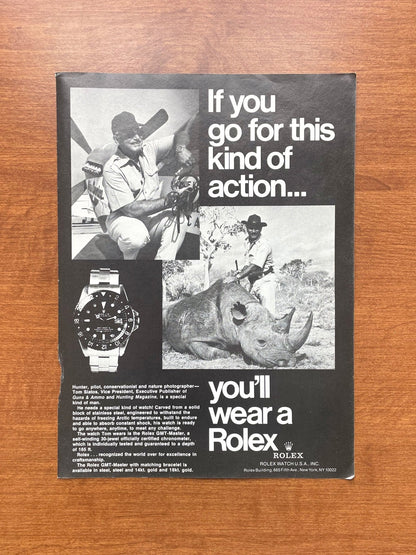 If you
go for this
kind of
action...
you'll
wear a
Rolex
Hunter, pilot, conservationist and nature photographer—
Tom Siatos, Vice President, Executive Publisher of
Guns & Ammo and Hunting Magazine, is a special
kind of man.
He needs a special kind of watch! Carved from a solid
block of stainless steel, engineered to withstand the
hazards of freezing Arctic temperatures, built to endure
and able to absorb constant shock, his watch is ready
to go anywhere, anytime, to meet any challenge.
The watch Tom wears is the Rolex GMT-Master, a
self-winding 30-jewel officially certified chronometer,
which is individually tested and guaranteed to a depth
of 165 ft.
Rolex . . . recognized the world over for excellence in
craftsmanship.
The Rolex GMT-Master with matching bracelet is
available in steel, steel and 14kt. gold and 18kt. gold.
ROLEX
ROLEX WATCH U.S.A., INC.
Rolex Building, 665 Fifth Ave., New York, NY 10022